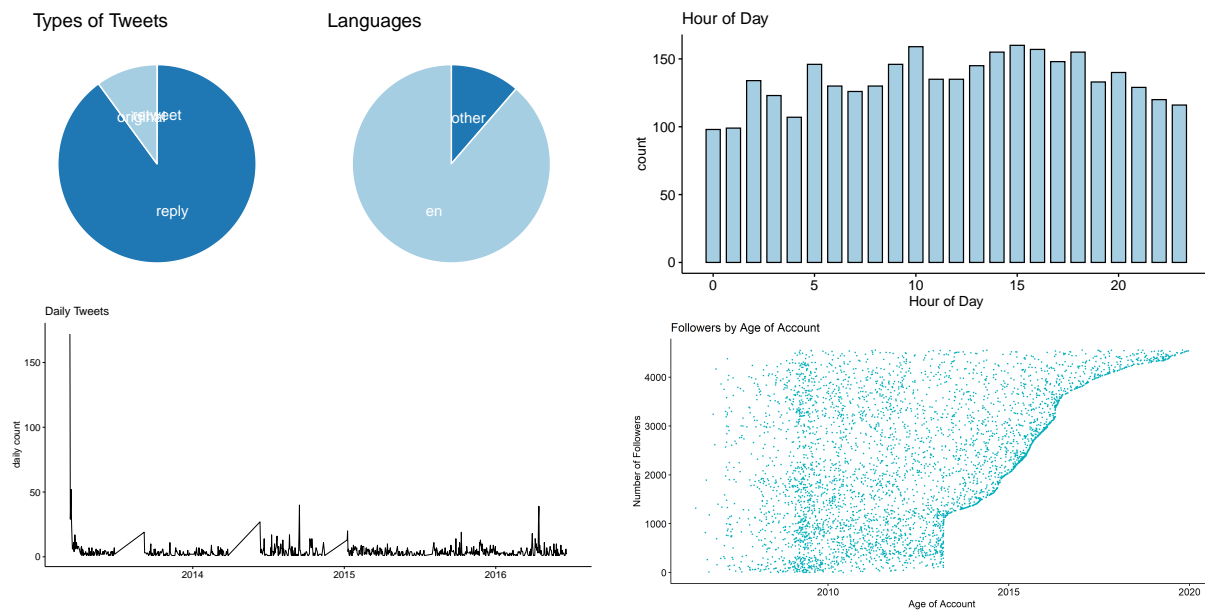 Types of Tweets
original
retweet
reply
Languages
other
en
Hour of Day
count
150
100
50
0
0 5 10 15 20
Hour of Day
Daily Tweets
daily count
150
100
50
0
2014 2015 2016
Followers by Age of Account
Number of Followers
4000
3000
2000
1000
0
2010 2015 2020
Age of Account